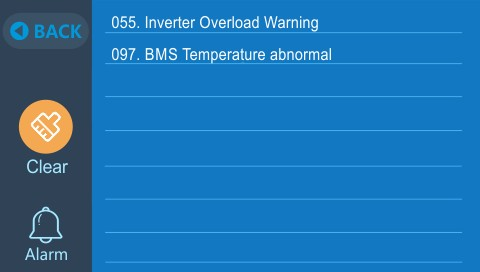 BACK
055. Inverter Overload Warning
097. BMS Temperature abnormal
Clear
Alarm